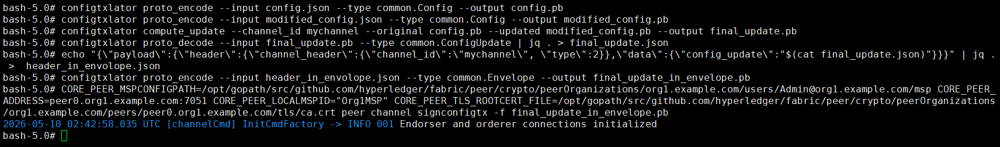 bash-5.0# configtxlator proto_encode --input config.json --type common.Config --output config.pb
bash-5.0# configtxlator proto_encode --input modified_config.json --type common.Config --output modified_config.pb
bash-5.0# configtxlator compute_update --channel_id mychannel --original config.pb --updated modified_config.pb --output final_update.pb
bash-5.0# configtxlator proto_decode --input final_update.pb --type common.ConfigUpdate | jq . > final_update.json
bash-5.0# echo "{\"payload\":{\"header\":{\"channel_header\":{\"channel_id\":\"mychannel\", \"type\":2}},\"data\":{\"config_update\":"$(cat final_update.json)"}}}" | jq .
 >  header_in_envolope.json
bash-5.0# configtxlator proto_encode --input header_in_envolope.json --type common.Envelope --output final_update_in_envelope.pb
bash-5.0# CORE_PEER_MSPCONFIGPATH=/opt/gopath/src/github.com/hyperledger/fabric/peer/crypto/peerOrganizations/org1.example.com/users/Admin@org1.example.com/msp CORE_PEER_
ADDRESS=peer0.org1.example.com:7051 CORE_PEER_LOCALMSPID="Org1MSP" CORE_PEER_TLS_ROOTCERT_FILE=/opt/gopath/src/github.com/hyperledger/fabric/peer/crypto/peerOrganizations
/org1.example.com/peers/peer0.org1.example.com/tls/ca.crt peer channel signconfigtx -f final_update_in_envelope.pb
2026-05-10 02:42:58.035 UTC [channelCmd] InitCmdFactory -> INFO 001 Endorser and orderer connections initialized
bash-5.0#